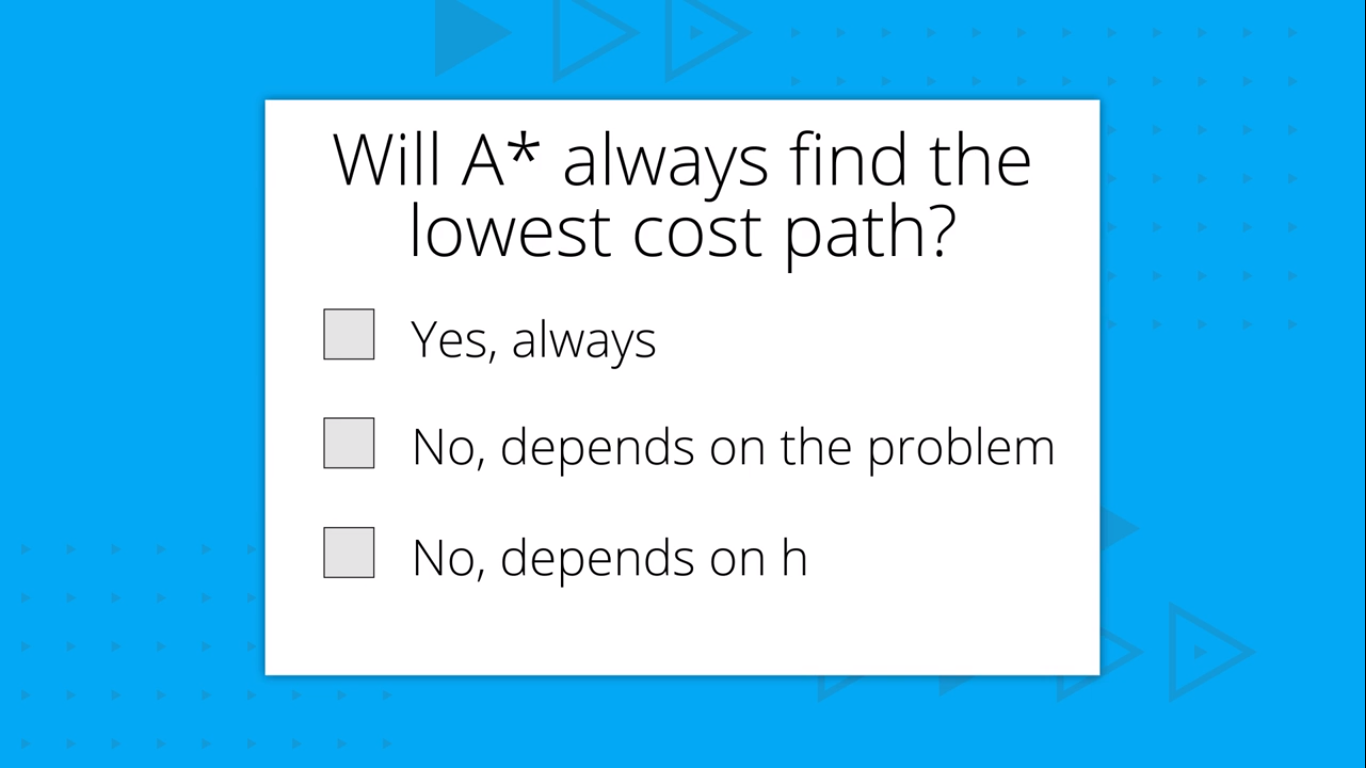 Will A* always find the
lowest cost path?
Yes, always
No, depends on the problem
No, depends on h